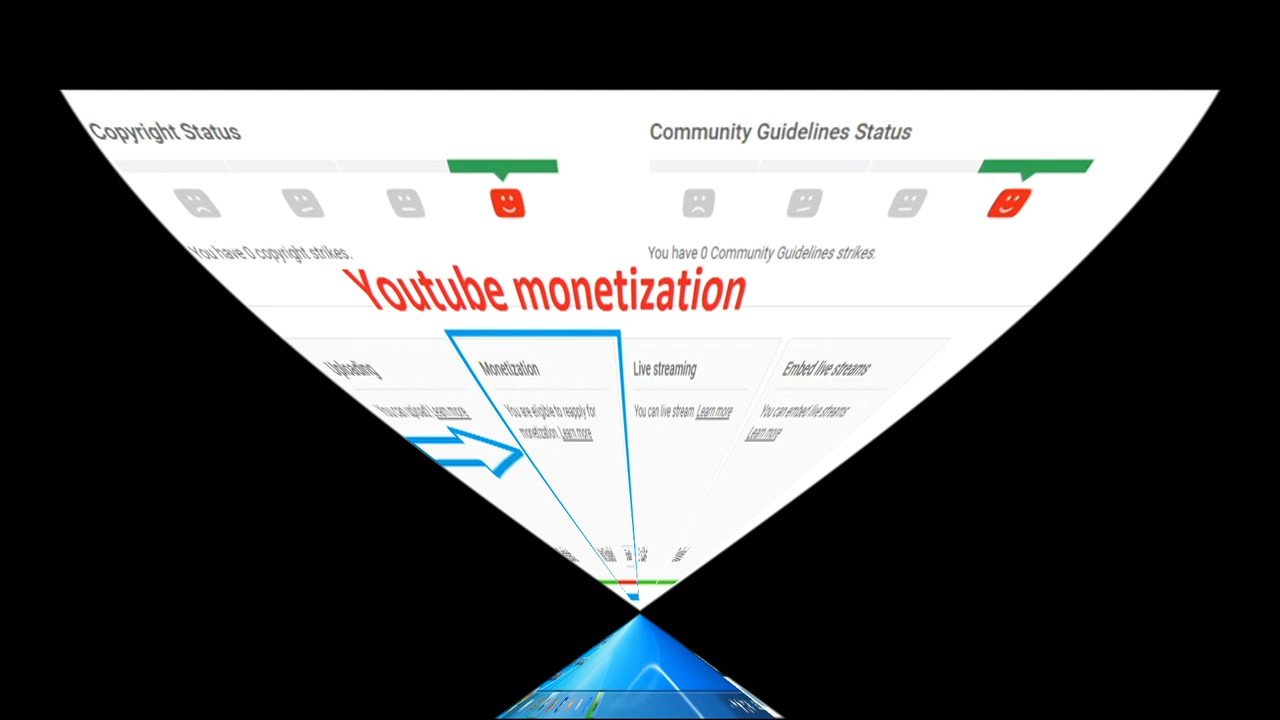 Copyright Status
Community Guidelines Status
You have 0 copyright strikes.
You have 0 Community Guidelines strikes.
Youtube monetization
Uploading
Monetization
Live streaming
Embed live streams
You can upload! Learn more
You are eligible to reapply for
monetization. Learn more
You can live stream. Learn more
You can embed live streams
Learn more